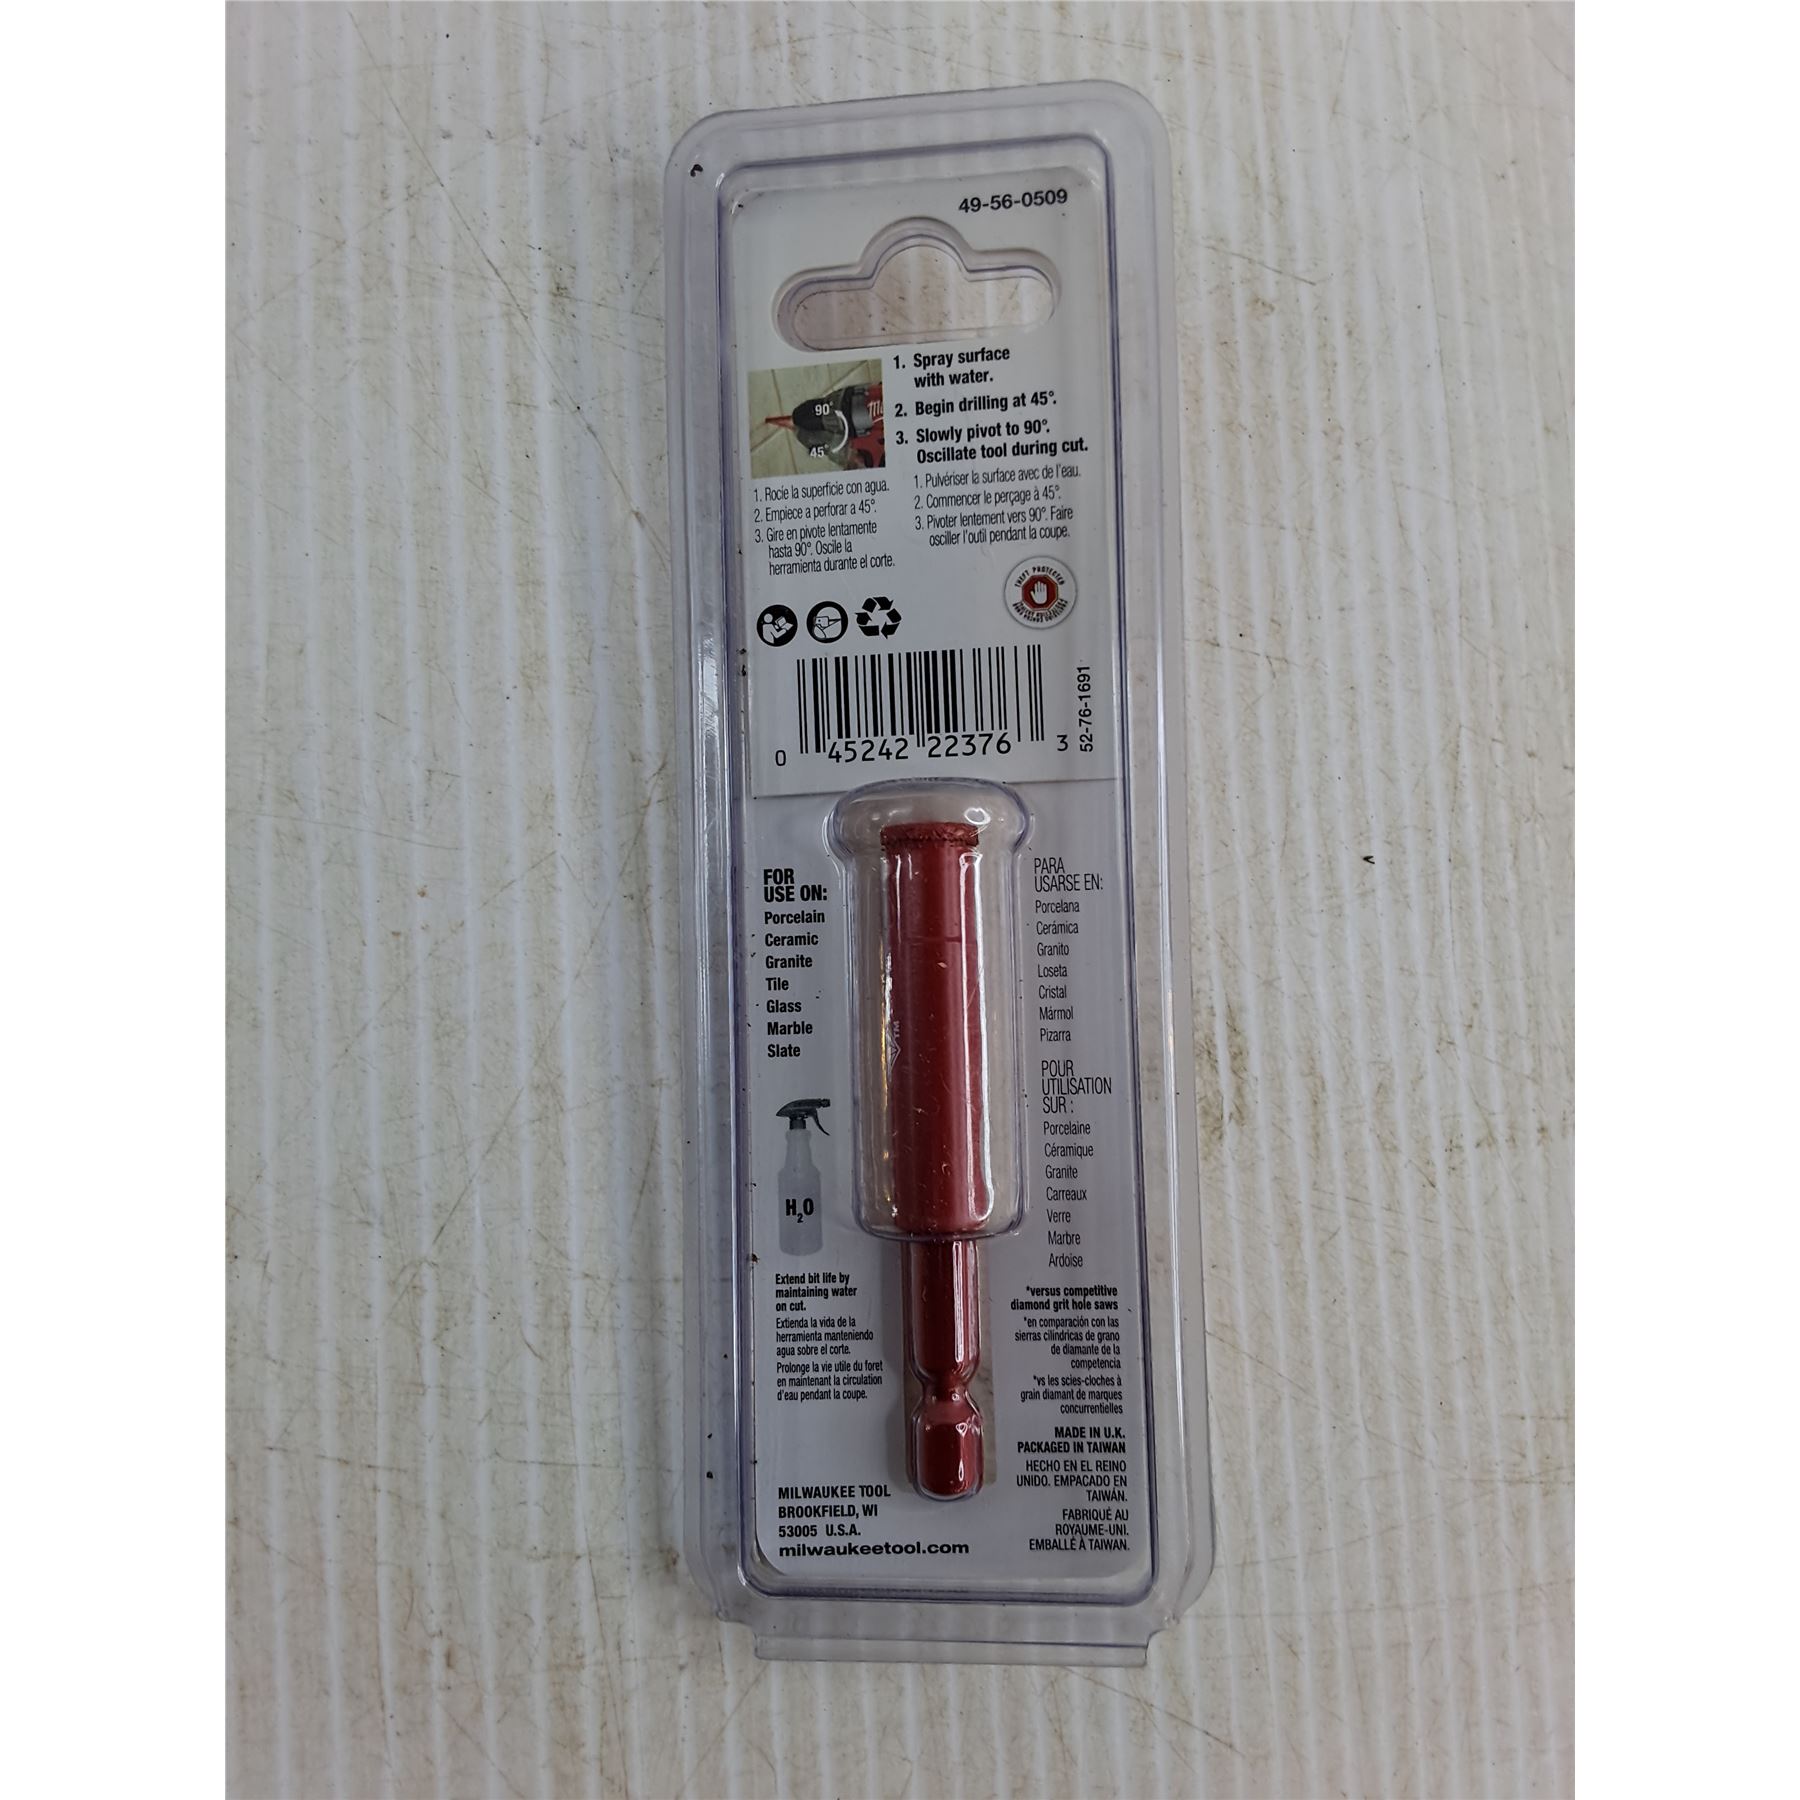 49-56-0509
90°
45°
1. Spray surface
with water.
2. Begin drilling at 45°.
3. Slowly pivot to 90°.
Oscillate tool during cut.
1. Rocíe la superficie con agua.
2. Empiece a perforar a 45°.
3. Gire en pivote lentamente
hasta 90°. Oscile la
herramienta durante el corte.
1. Pulvériser la surface avec de l'eau.
2. Commencer le perçage à 45°.
3. Pivoter lentement vers 90°. Faire
osciller l'outil pendant la coupe.
THEFT PROTECTED
0 45242 22376 3
52-76-1691
FOR
USE ON:
Porcelain
Ceramic
Granite
Tile
Glass
Marble
Slate
PARA
USARSE EN:
Porcelana
Cerámica
Granito
Loseta
Cristal
Mármol
Pizarra
POUR
UTILISATION
SUR :
Porcelaine
Céramique
Granite
Carreaux
Verre
Marbre
Ardoise
TM
H2O
Extend bit life by
maintaining water
on cut.
Extienda la vida de la
herramienta manteniendo
agua sobre el corte.
Prolonge la vie utile du foret
en maintenant la circulation
d'eau pendant la coupe.
*versus competitive
diamond grit hole saws
*en comparación con las
sierras cilíndricas de grano
de diamante de la
competencia
*vs les scies-cloches à
grain diamant de marques
concurrentielles
MADE IN U.K.
PACKAGED IN TAIWAN
HECHO EN EL REINO
UNIDO. EMPACADO EN
TAIWÁN.
FABRIQUÉ AU
ROYAUME-UNI.
EMBALLÉ À TAIWAN.
MILWAUKEE TOOL
BROOKFIELD, WI
53005 U.S.A.
milwaukeetool.com